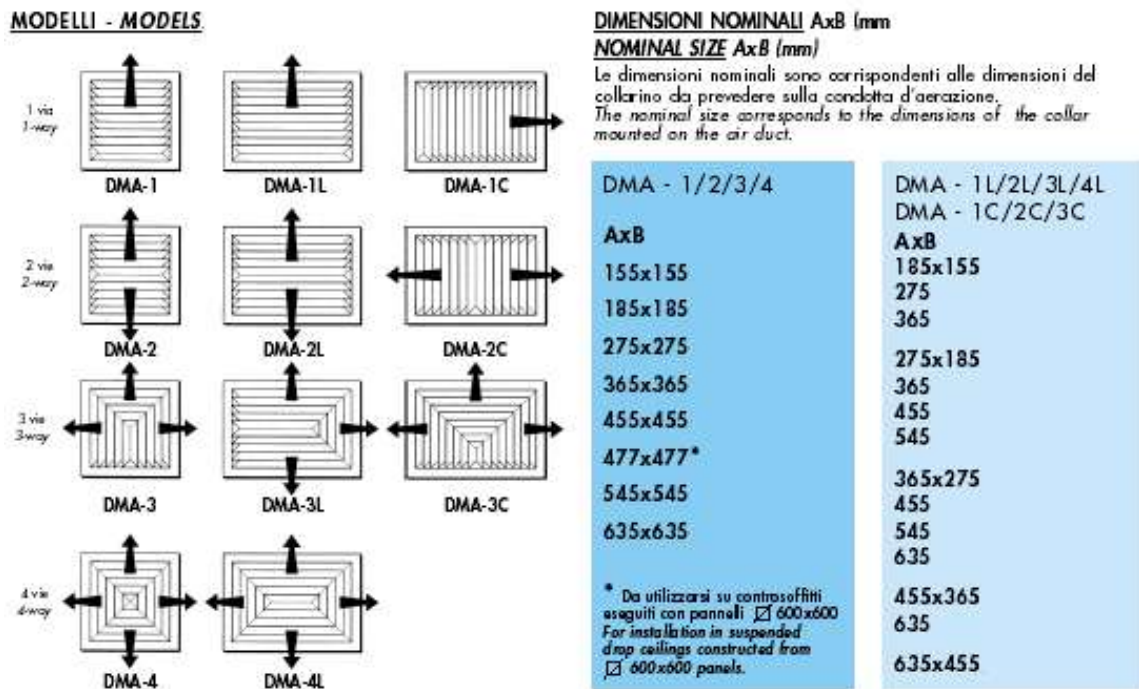 MODELLI - MODELS
1 via
1-way
DMA-1
DMA-1L
DMA-1C
2 vie
2-way
DMA-2
DMA-2L
DMA-2C
3 vie
3-way
DMA-3
DMA-3L
DMA-3C
4 vie
4-way
DMA-4
DMA-4L
DIMENSIONI NOMINALI AxB (mm
NOMINAL SIZE AxB (mm)
Le dimensioni nominali sono corrispondenti alle dimensioni del
collarino da prevedere sulla condotta d'aerazione.
The nominal size corresponds to the dimensions of the collar
mounted on the air duct.
DMA - 1/2/3/4
AxB
155x155
185x185
275x275
365x365
455x455
477x477*
545x545
635x635
* Da utilizzarsi su controsoffitti
eseguiti con pannelli 600x600
For installation in suspended
drop ceilings constructed from
600x600 panels.
DMA - 1L/2L/3L/4L
DMA - 1C/2C/3C
AxB
185x155
275
365
275x185
365
455
545
365x275
455
545
635
455x365
635
635x455